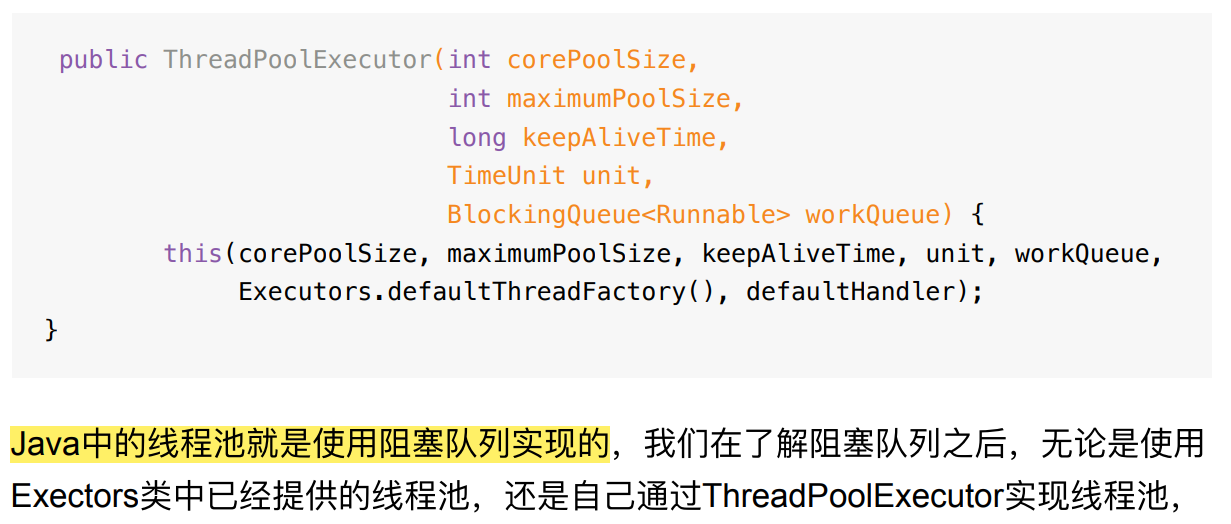 public ThreadPoolExecutor(int corePoolSize,
int maximumPoolSize,
long keepAliveTime,
TimeUnit unit,
BlockingQueue<Runnable> workQueue) {
this(corePoolSize, maximumPoolSize, keepAliveTime, unit, workQueue,
Executors.defaultThreadFactory(), defaultHandler);
}
Java中的线程池就是使用阻塞队列实现的，我们在了解阻塞队列之后，无论是使用
Exectors类中已经提供的线程池，还是自己通过ThreadPoolExecutor实现线程池，